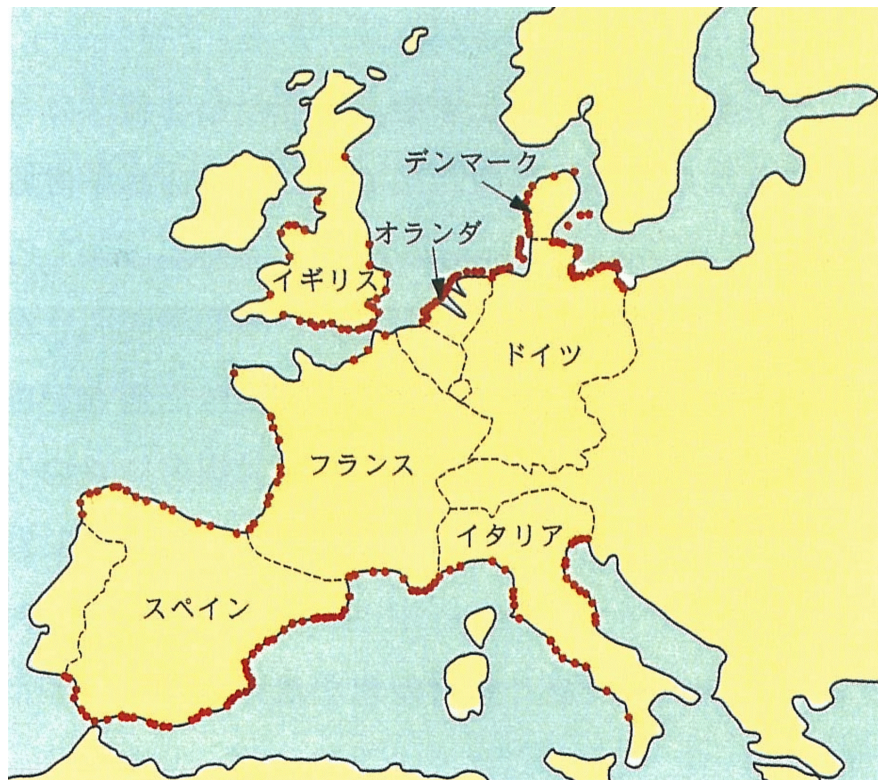 デンマーク
オランダ
イギリス
ドイツ
フランス
イタリア
スペイン